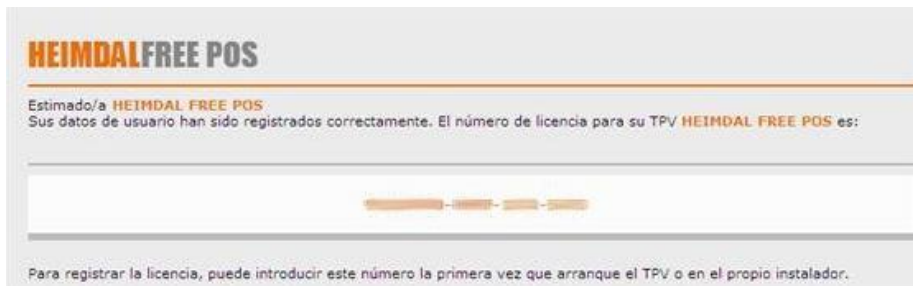 HEIMDALFREE POS
Estimado/a HEIMDAL FREE POS
Sus datos de usuario han sido registrados correctamente. El número de licencia para su TPV HEIMDAL FREE POS es:
Para registrar la licencia, puede introducir este número la primera vez que arranque el TPV o en el propio instalador.